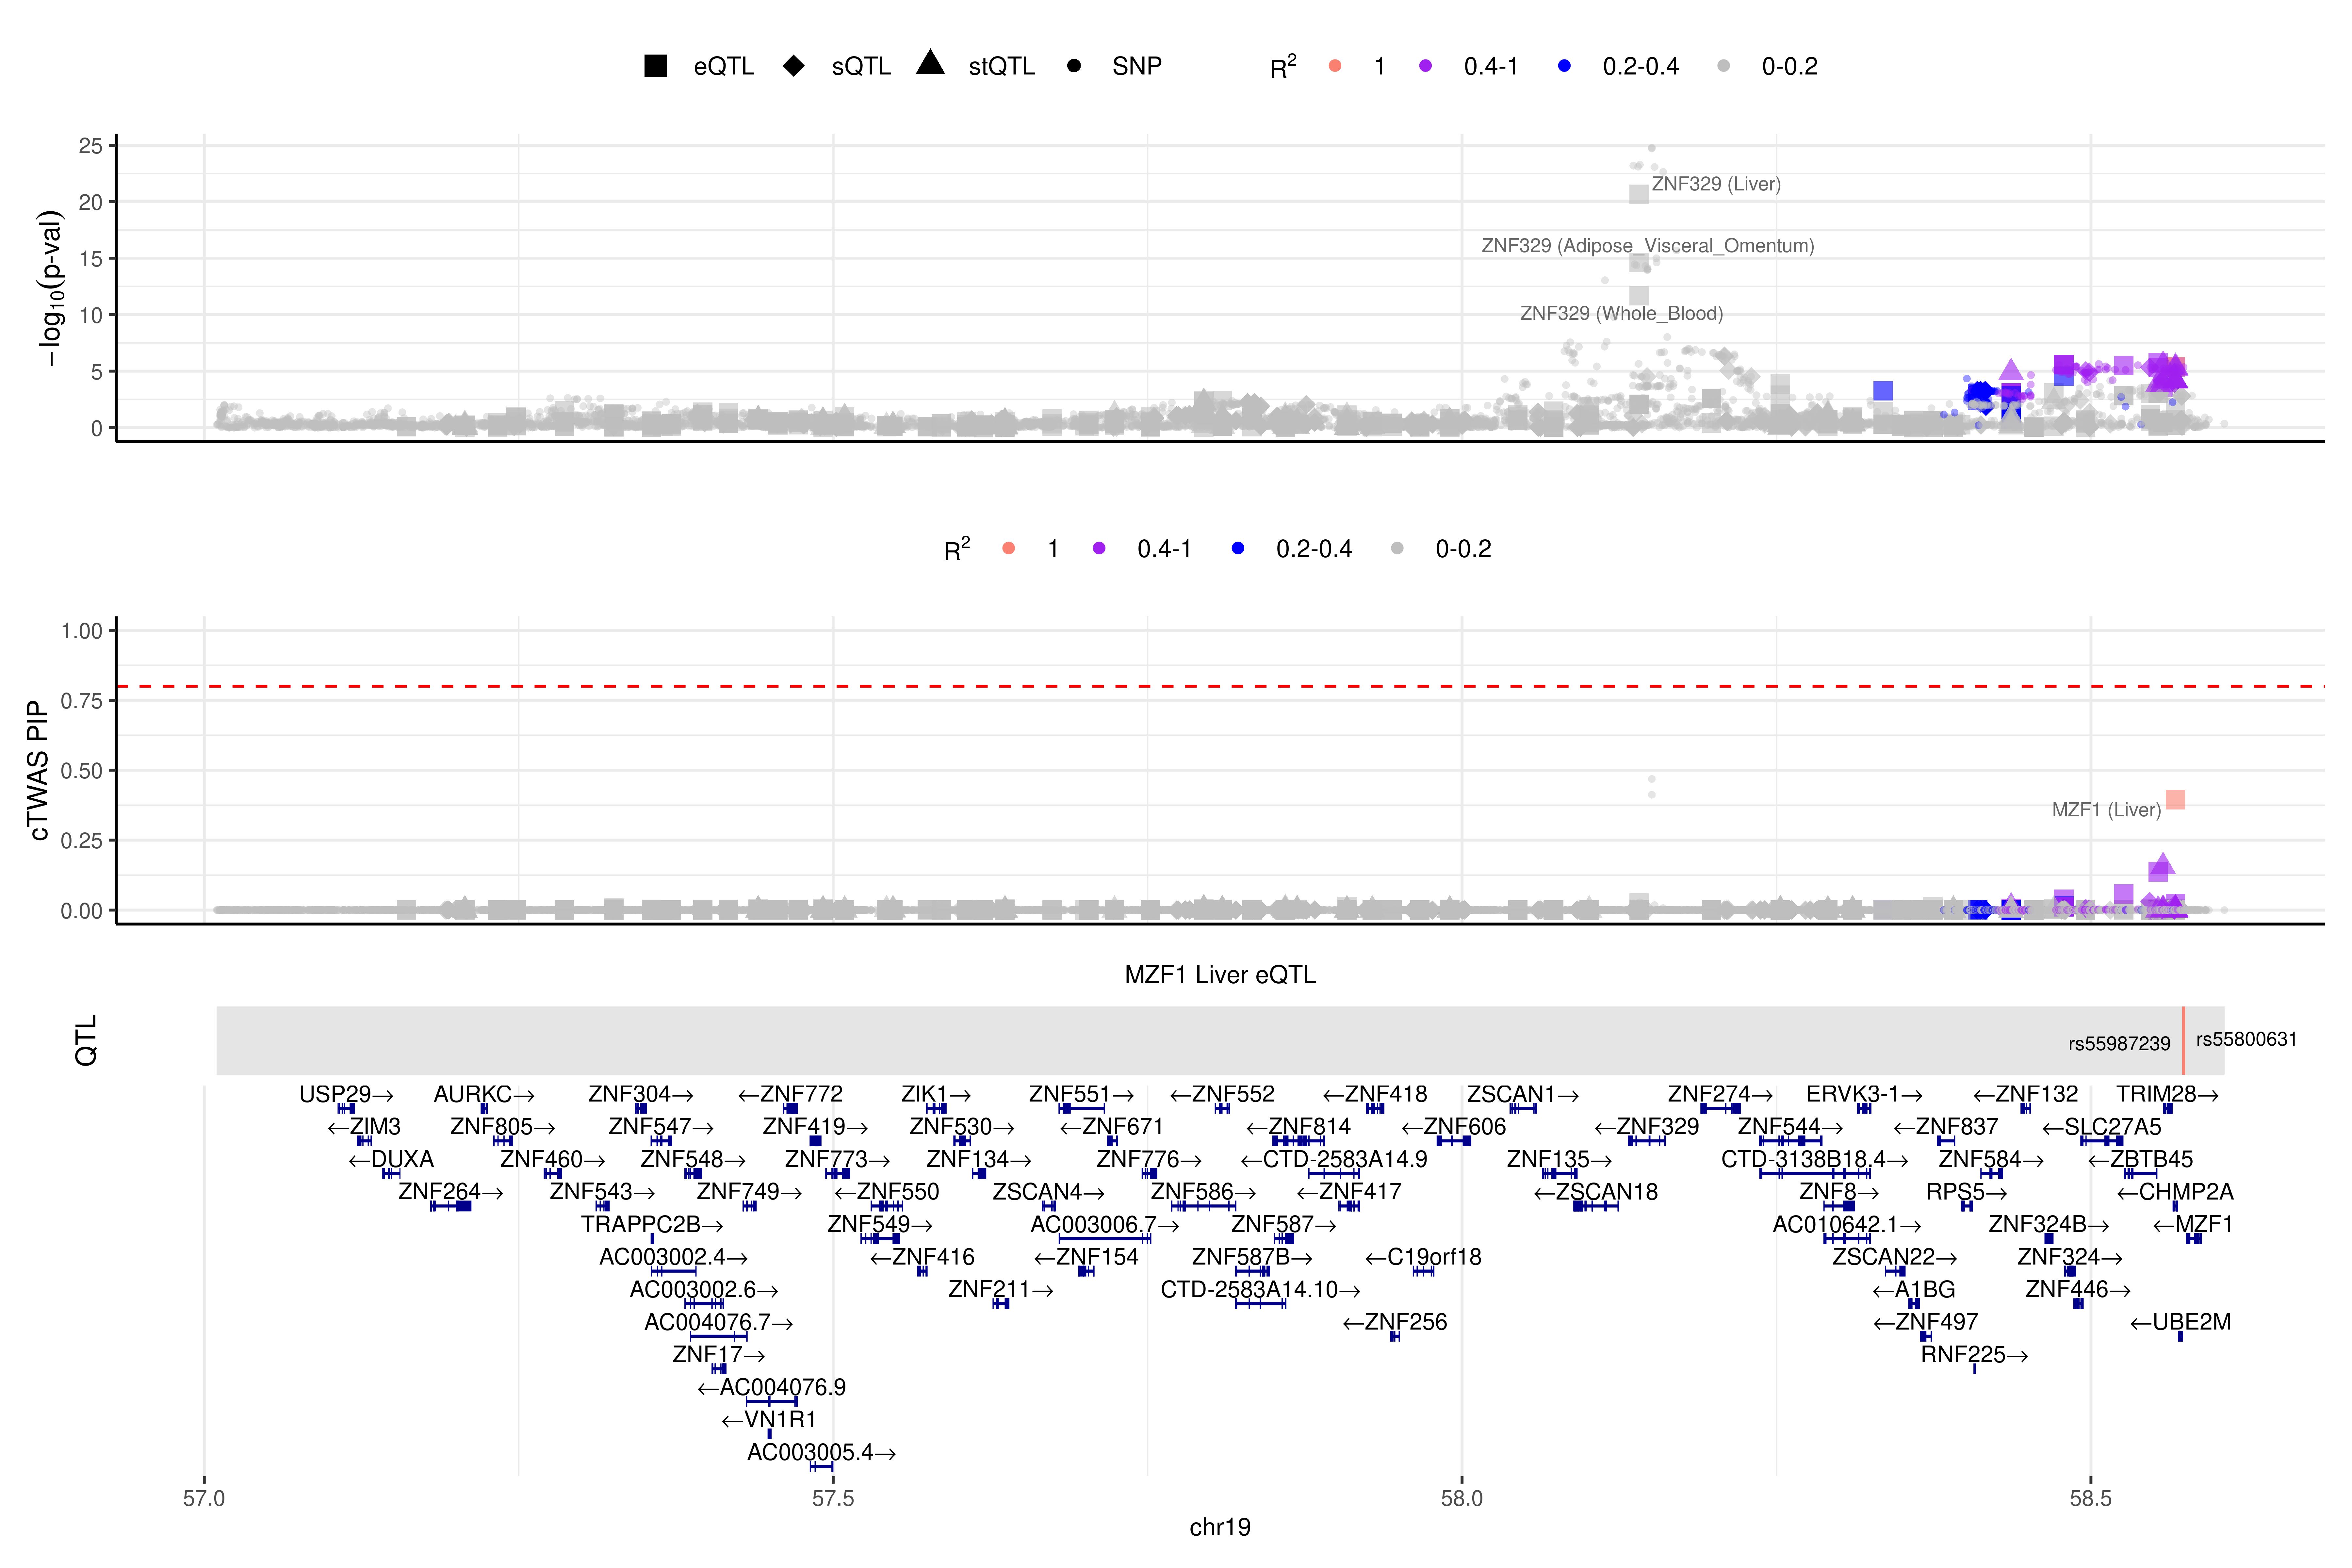 eQTL sQTL stQTL SNP R2 1 0.4-1 0.2-0.4 0-0.2
25
20
15
10
5
0
−log10(p-val)
ZNF329 (Liver)
ZNF329 (Adipose_Visceral_Omentum)
ZNF329 (Whole_Blood)
R2 1 0.4-1 0.2-0.4 0-0.2
1.00
0.75
0.50
0.25
0.00
cTWAS PIP
MZF1 (Liver)
MZF1 Liver eQTL
QTL
rs55987239 rs55800631
USP29→ AURKC→ ZNF304→ ←ZNF772 ZIK1→ ZNF551→ ←ZNF552 ←ZNF418 ZSCAN1→ ZNF274→ ERVK3-1→ ←ZNF132 TRIM28→
←ZIM3 ZNF805→ ZNF547→ ZNF419→ ZNF530→ ←ZNF671 ←ZNF814 ←ZNF606 ←ZNF329 ZNF544→ ←ZNF837 ←SLC27A5
←DUXA ZNF460→ ZNF548→ ZNF773→ ZNF134→ ZNF776→ ←CTD-2583A14.9 ZNF135→ CTD-3138B18.4→ ZNF584→ ←ZBTB45
ZNF264→ ZNF543→ ZNF749→ ←ZNF550 ZSCAN4→ ZNF586→ ←ZNF417 ←ZSCAN18 ZNF8→ RPS5→ ←CHMP2A
TRAPPC2B→ ZNF549→ AC003006.7→ ZNF587→ AC010642.1→ ZNF324B→ ←MZF1
AC003002.4→ ←ZNF416 ←ZNF154 ZNF587B→ ←C19orf18 ZSCAN22→ ZNF324→
AC003002.6→ ZNF211→ CTD-2583A14.10→ ←A1BG ZNF446→
AC004076.7→ ←ZNF256 ←ZNF497 ←UBE2M
ZNF17→ RNF225→
←AC004076.9
←VN1R1
AC003005.4→
57.0 57.5 58.0 58.5
chr19